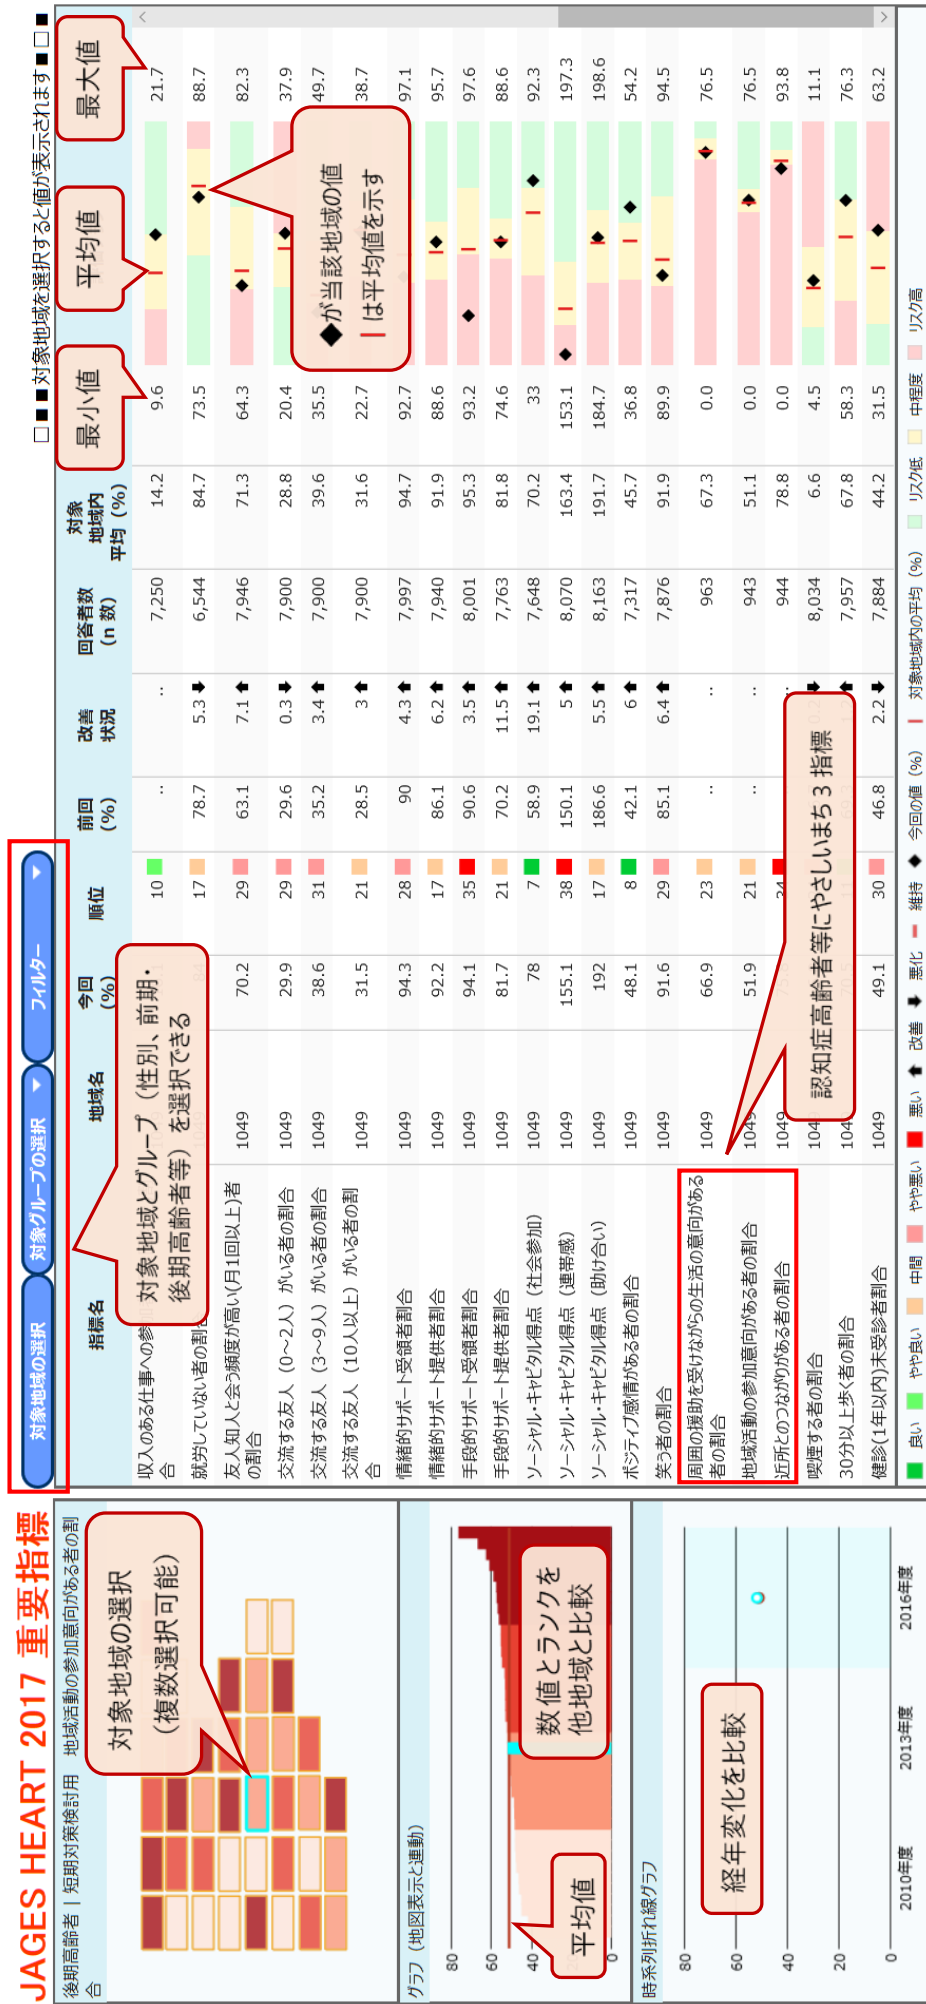 JAGES HEART 2017 重要指標
□■■対象地域を選択すると値が表示されます■□■
後期高齢者 | 短期対策検討用　地域活動の参加意向がある者の割
合
対象地域の選択
(複数選択可能)
グラフ（地図表示と連動）
80
60
40
0
平均値
数値とランクを
他地域と比較
時系列折れ線グラフ
80
60
40
20
0
2010年度 2013年度 2016年度
経年変化を比較
対象地域の選択 対象グループの選択 フィルター
指標名 地域名 今回(%) 順位 前回(%) 改善状況 回答者数(n 数) 対象地域内平均 (%)
最小値 平均値 最大値
対象地域とグループ（性別、前期・
後期高齢者等）を選択できる
収入のある仕事への参
合 10 .. .. 7,250 14.2 9.6 21.7
就労していない者の割 17 78.7 5.3 ⬇ 6,544 84.7 73.5 88.7
友人知人と会う頻度が高い(月1回以上)者
の割合 1049 70.2 29 63.1 7.1 ⬆ 7,946 71.3 64.3 82.3
交流する友人（0～2人）がいる者の割合 1049 29.9 29 29.6 0.3 ⬇ 7,900 28.8 20.4 37.9
交流する友人（3～9人）がいる者の割合 1049 38.6 31 35.2 3.4 ⬆ 7,900 39.6 35.5 49.7
交流する友人（10人以上）がいる者の割
合 1049 31.5 21 28.5 3 ⬆ 7,900 31.6 22.7 38.7
情緒的サポート受領者割合 1049 94.3 28 90 4.3 ⬆ 7,997 94.7 92.7 97.1
情緒的サポート提供者割合 1049 92.2 17 86.1 6.2 ⬆ 7,940 91.9 88.6 95.7
手段的サポート受領者割合 1049 94.1 35 90.6 3.5 ⬆ 8,001 95.3 93.2 97.6
手段的サポート提供者割合 1049 81.7 21 70.2 11.5 ⬆ 7,763 81.8 74.6 88.6
ソーシャル・キャピタル得点（社会参加） 1049 78 7 58.9 19.1 ⬆ 7,648 70.2 33 92.3
ソーシャル・キャピタル得点（連帯感） 1049 155.1 38 150.1 5 ⬆ 8,070 163.4 153.1 197.3
ソーシャル・キャピタル得点（助け合い） 1049 192 17 186.6 5.5 ⬆ 8,163 191.7 184.7 198.6
ポジティブ感情がある者の割合 1049 48.1 8 42.1 6 ⬆ 7,317 45.7 36.8 54.2
笑う者の割合 1049 91.6 29 85.1 6.4 ⬆ 7,876 91.9 89.9 94.5
周囲の援助を受けながらの生活の意向がある
者の割合 1049 66.9 23 .. .. 963 67.3 0.0 76.5
地域活動の参加意向がある者の割合 1049 51.9 21 .. .. 943 51.1 0.0 76.5
近所とのつながりがある者の割合 1049 24 944 78.8 0.0 93.8
喫煙する者の割合 104 ⬇ 8,034 6.6 4.5 11.1
30分以上歩く者の割合 104 ⬆ 7,957 67.8 58.3 76.3
健診(1年以内)未受診者割合 1049 49.1 30 46.8 2.2 ⬇ 7,884 44.2 31.5 63.2
◆が当該地域の値
| は平均値を示す
認知症高齢者等にやさしいまち 3 指標
良い やや良い 中間 やや悪い 悪い ⬆ 改善 ⬇ 悪化 − 維持 ◆ 今回の値（%） | 対象地域内の平均（%） リスク低 中程度 リスク高